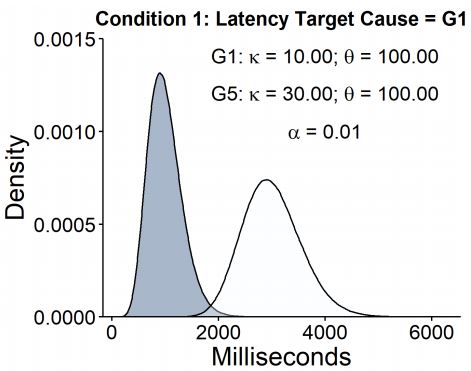 Condition 1: Latency Target Cause = G1
0.0015
G1: κ = 10.00; θ = 100.00
G5: κ = 30.00; θ = 100.00
0.0010
α = 0.01
Density
0.0005
0.0000
0 2000 4000 6000
Milliseconds